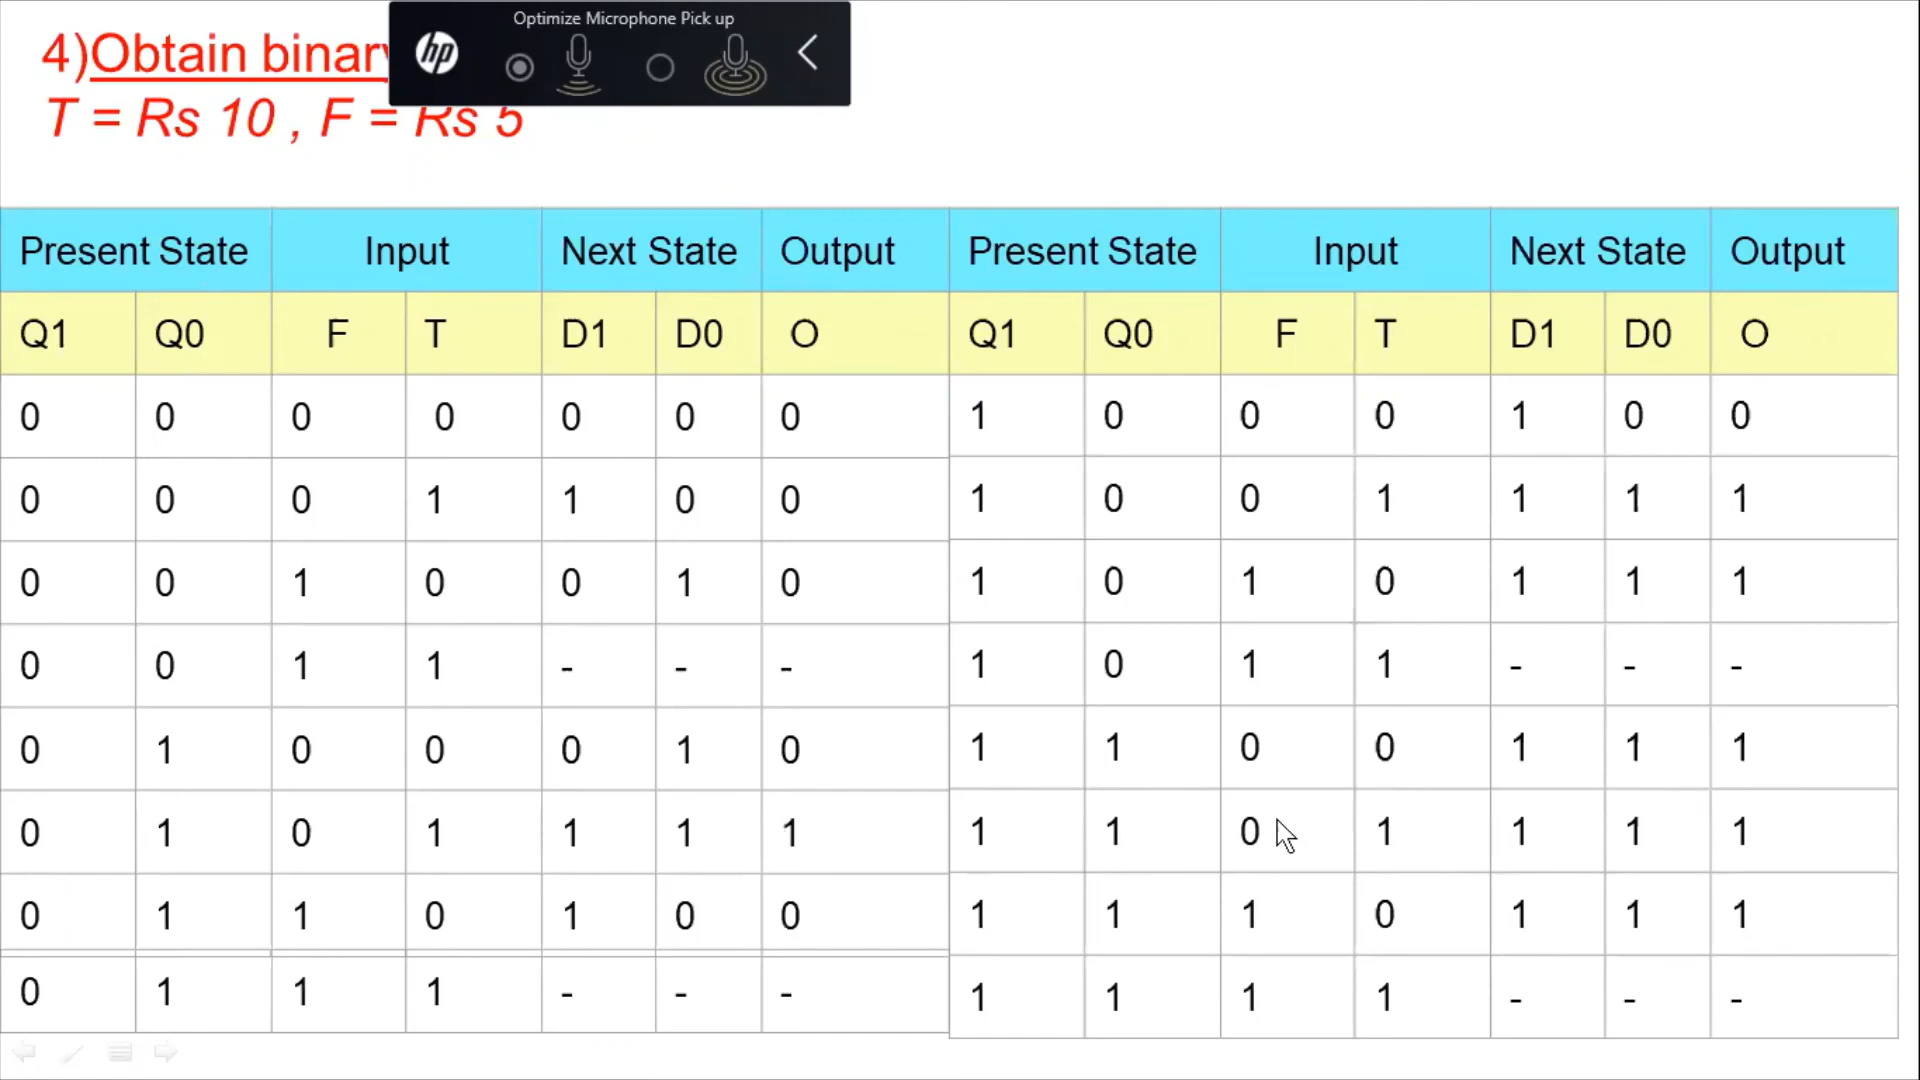 Optimize Microphone Pick up
hp
4)Obtain binary
T = Rs 10 , F = Rs 5
Present State Input Next State Output Present State Input Next State Output
Q1 Q0 F T D1 D0 O Q1 Q0 F T D1 D0 O
0 0 0 0 0 0 0 1 0 0 0 1 0 0
0 0 0 1 1 0 0 1 0 0 1 1 1 1
0 0 1 0 0 1 0 1 0 1 0 1 1 1
0 0 1 1 - - - 1 0 1 1 - - -
0 1 0 0 0 1 0 1 1 0 0 1 1 1
0 1 0 1 1 1 1 1 1 0 1 1 1 1
0 1 1 0 1 0 0 1 1 1 0 1 1 1
0 1 1 1 - - - 1 1 1 1 - - -